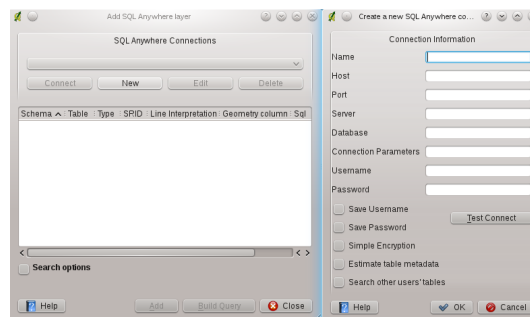 Add SQL Anywhere layer
SQL Anywhere Connections
Connect New Edit Delete
Schema Table Type SRID Line Interpretation Geometry column Sql
Search options
Help Add Build Query Close
Create a new SQL Anywhere co...
Connection Information
Name
Host
Port
Server
Database
Connection Parameters
Username
Password
Save Username
Test Connect
Save Password
Simple Encryption
Estimate table metadata
Search other users' tables
Help OK Cancel